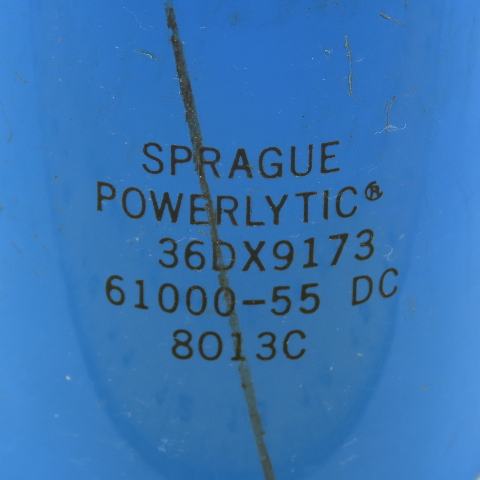 SPRAGUE
POWERLYTIC®
36DX9173
61000-55 DC
8013C